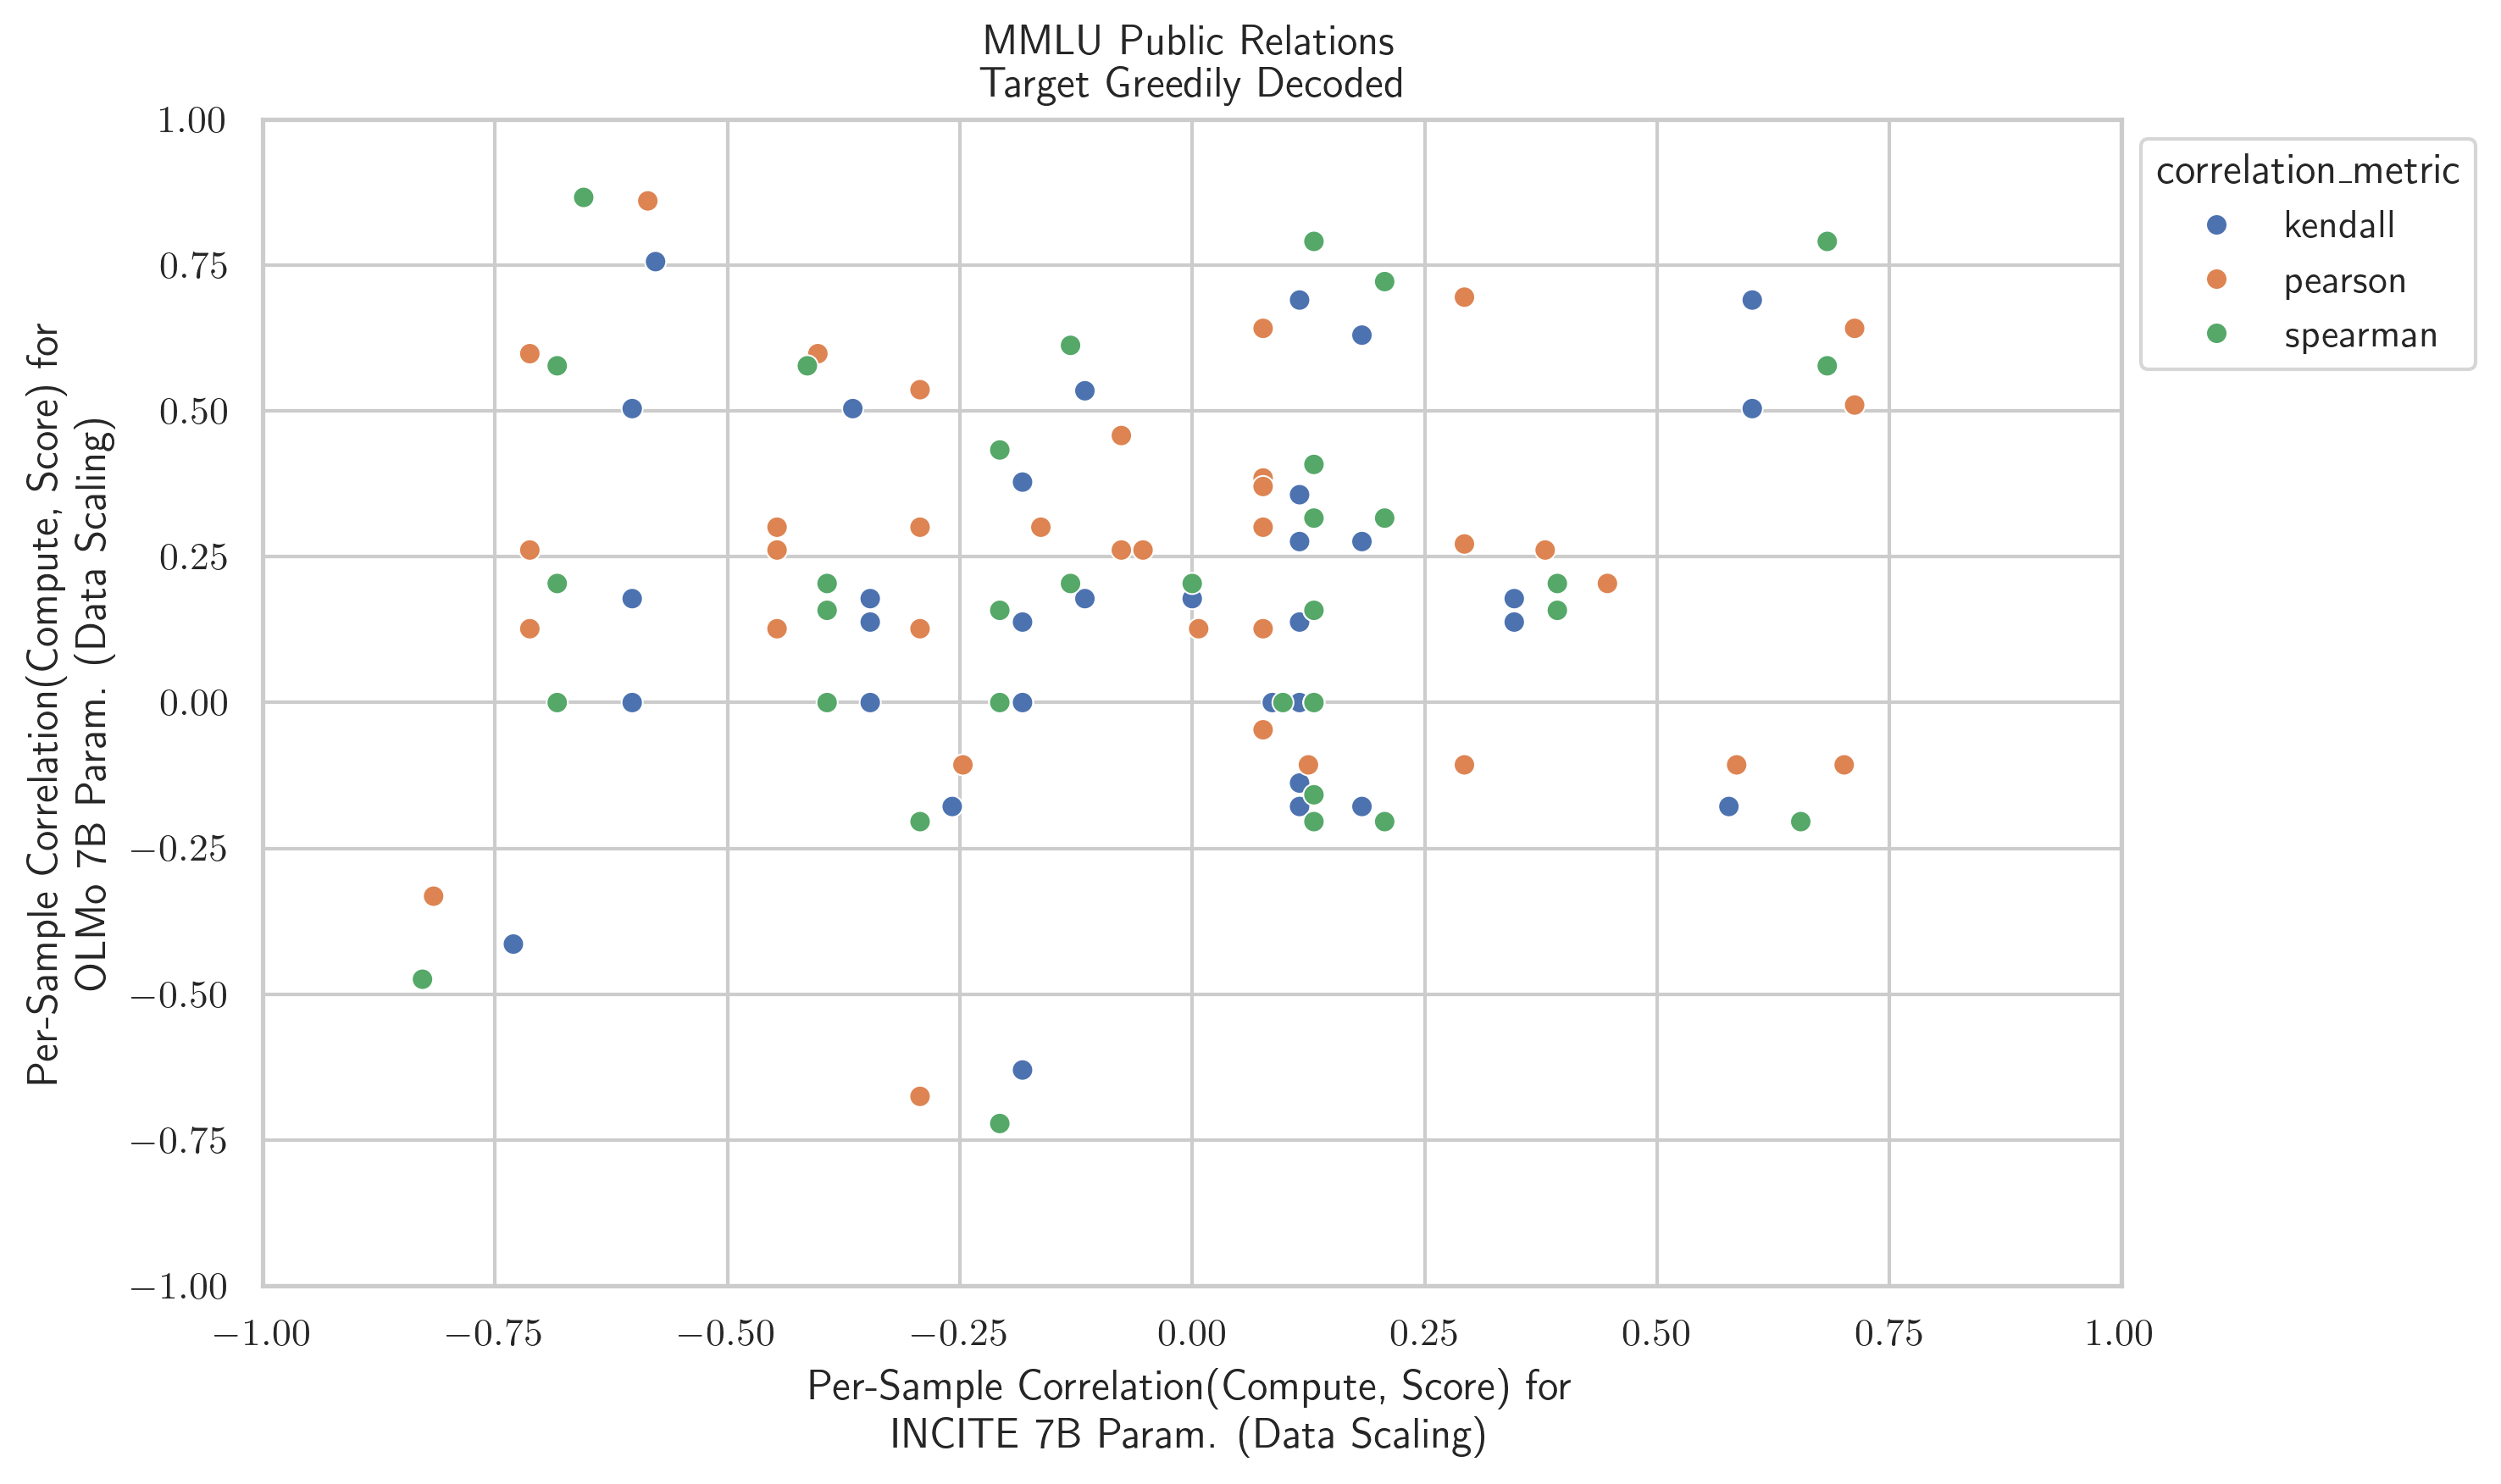 MMLU Public Relations
Target Greedily Decoded
1.00
0.75
0.50
0.25
0.00
−0.25
−0.50
−0.75
−1.00
Per-Sample Correlation(Compute, Score) for
OLMo 7B Param. (Data Scaling)
−1.00
−0.75
−0.50
−0.25
0.00
0.25
0.50
0.75
1.00
Per-Sample Correlation(Compute, Score) for
INCITE 7B Param. (Data Scaling)
correlation_metric
kendall
pearson
spearman